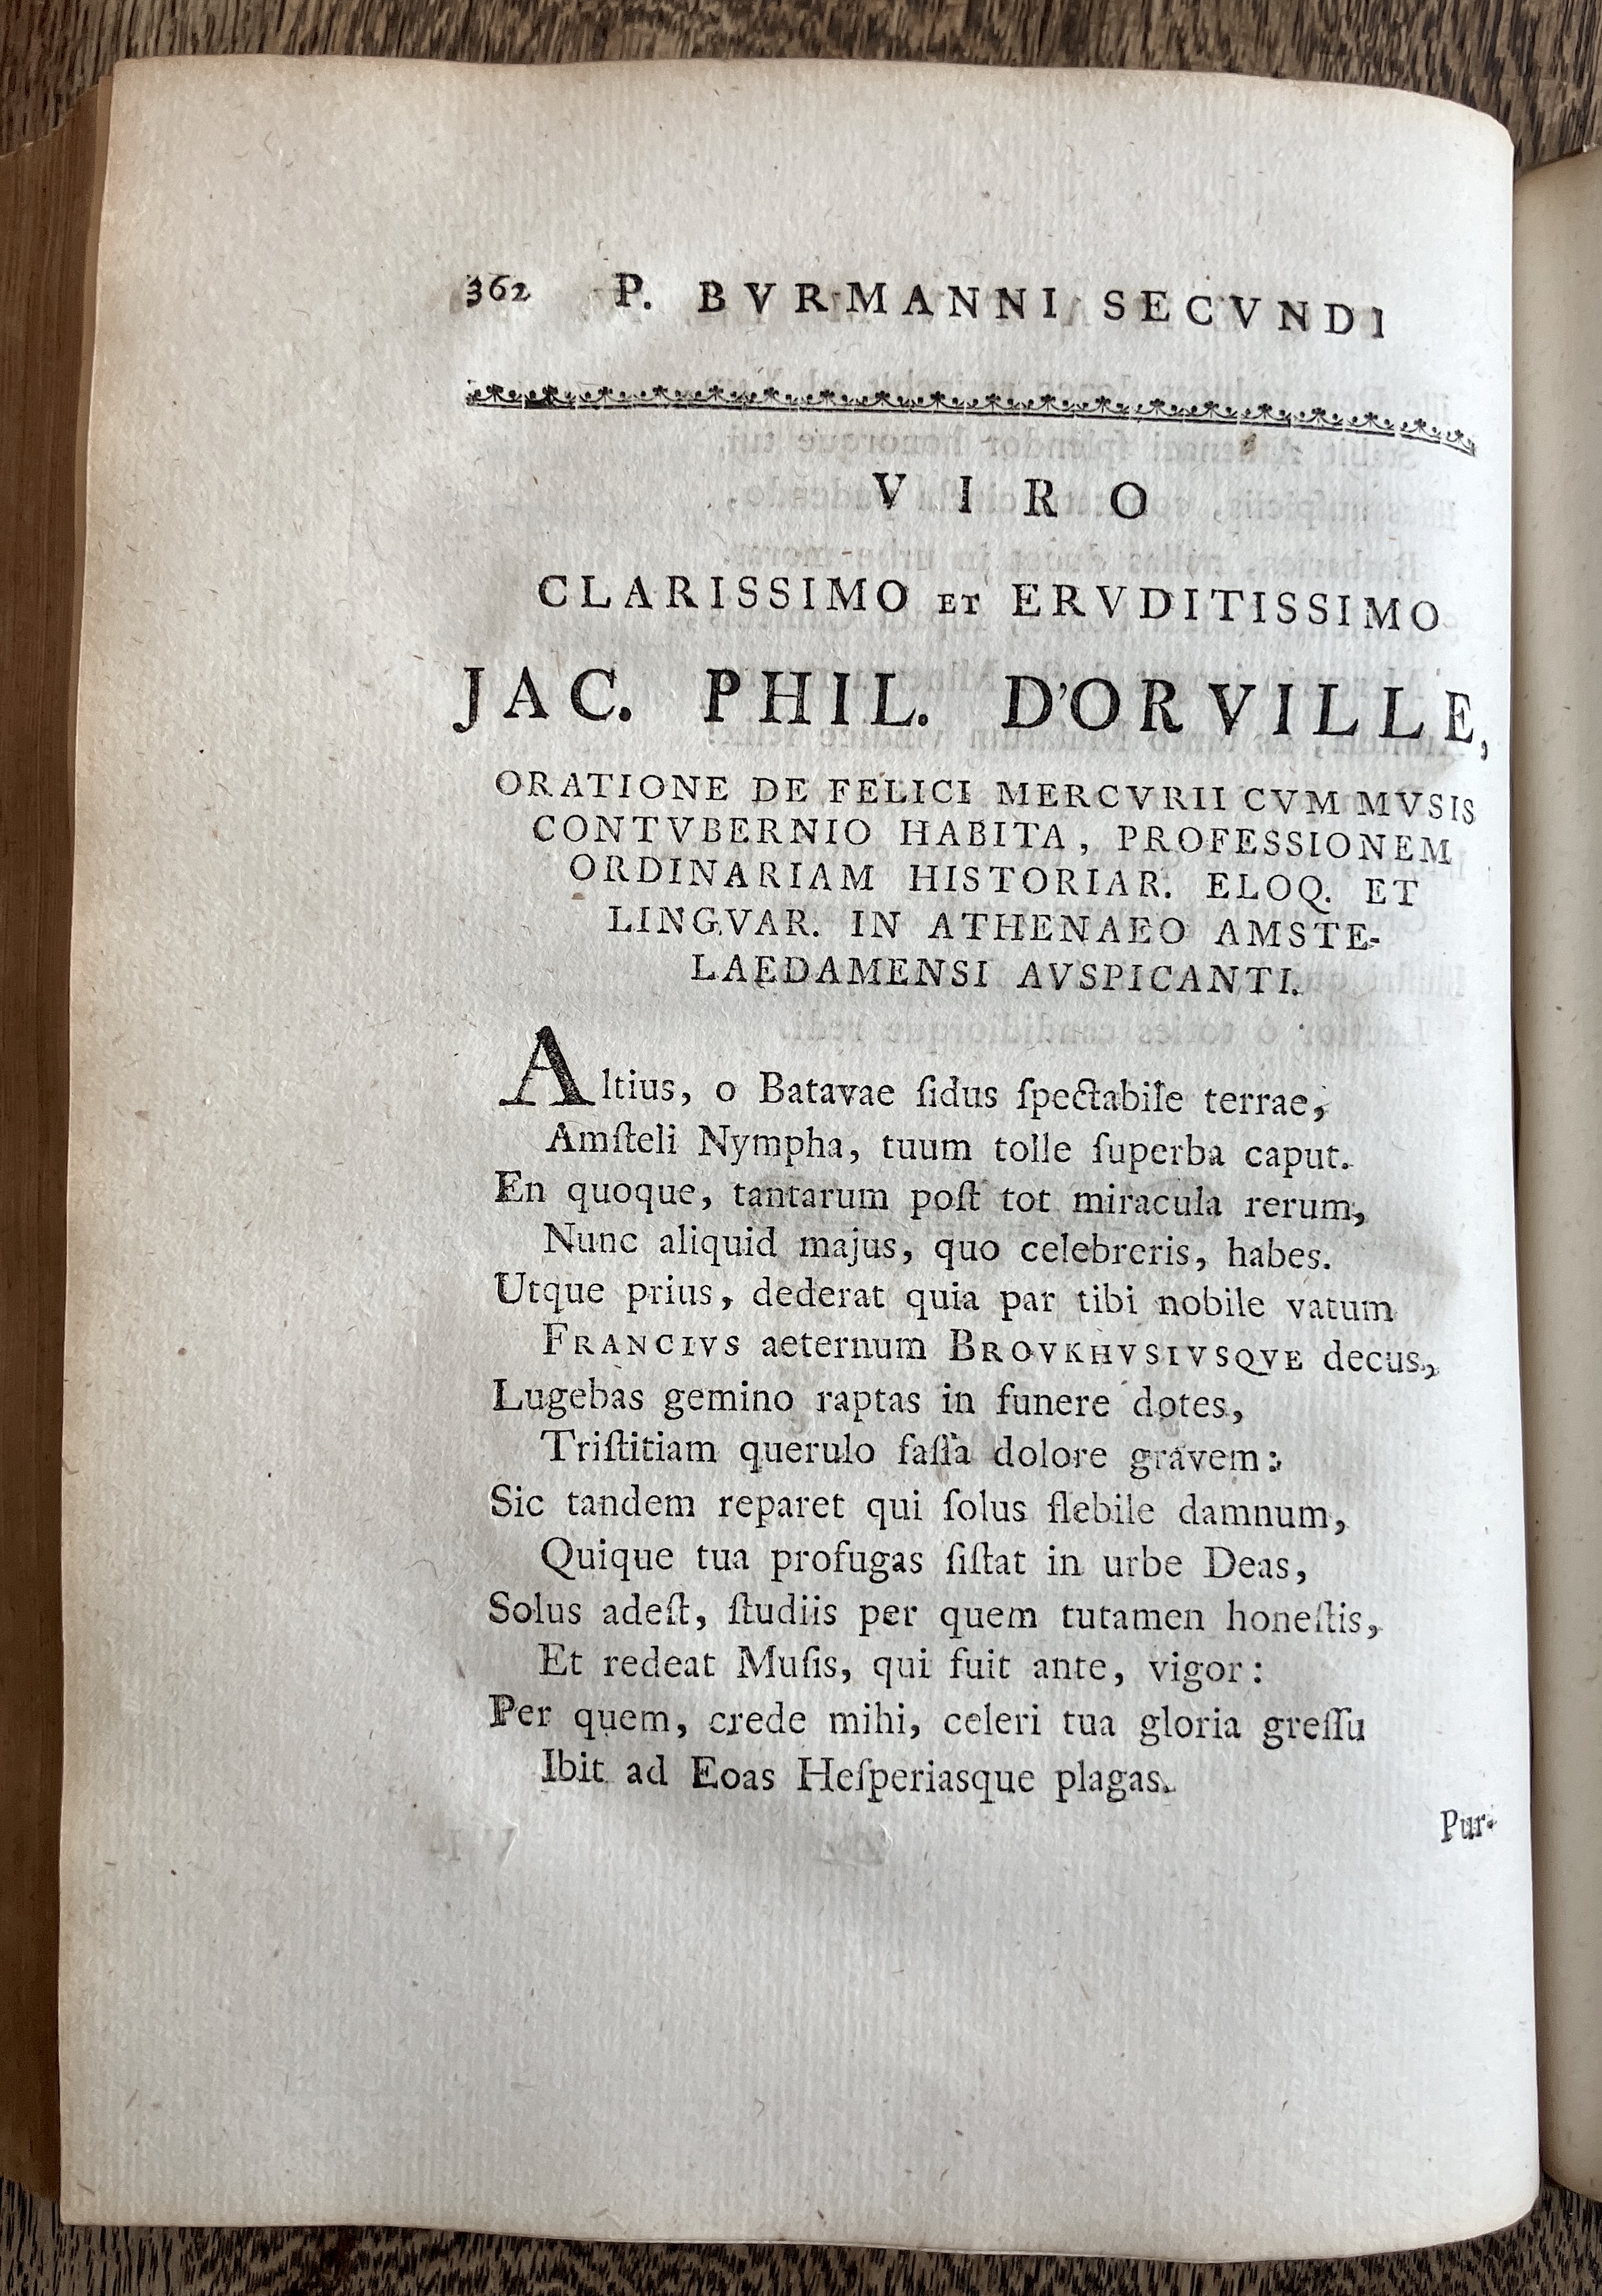 362 P. BVRMANNI SECVNDI
VIRO
CLARISSIMO ET ERVDITISSIMO
JAC. PHIL. D'ORVILLE,
ORATIONE DE FELICI MERCVRII CVM MVSIS
CONTVBERNIO HABITA, PROFESSIONEM
ORDINARIAM HISTORIAR. ELOQ. ET
LINGVAR. IN ATHENAEO AMSTE-
LAEDAMENSI AVSPICANTI.
Altius, o Batavae ſidus ſpectabile terrae,
Amſteli Nympha, tuum tolle ſuperba caput.
En quoque, tantarum poſt tot miracula rerum,
Nunc aliquid majus, quo celebreris, habes.
Utque prius, dederat quia par tibi nobile vatum
FRANCIVS aeternum BROVKHVSIVSQVE decus,
Lugebas gemino raptas in funere dotes,
Triſtitiam querulo faſſa dolore gravem:
Sic tandem reparet qui ſolus flebile damnum,
Quique tua profugas ſiſtat in urbe Deas,
Solus adeſt, ſtudiis per quem tutamen honeſtis,
Et redeat Muſis, qui fuit ante, vigor:
Per quem, crede mihi, celeri tua gloria greſſu
Ibit ad Eoas Heſperiasque plagas.
Pur-